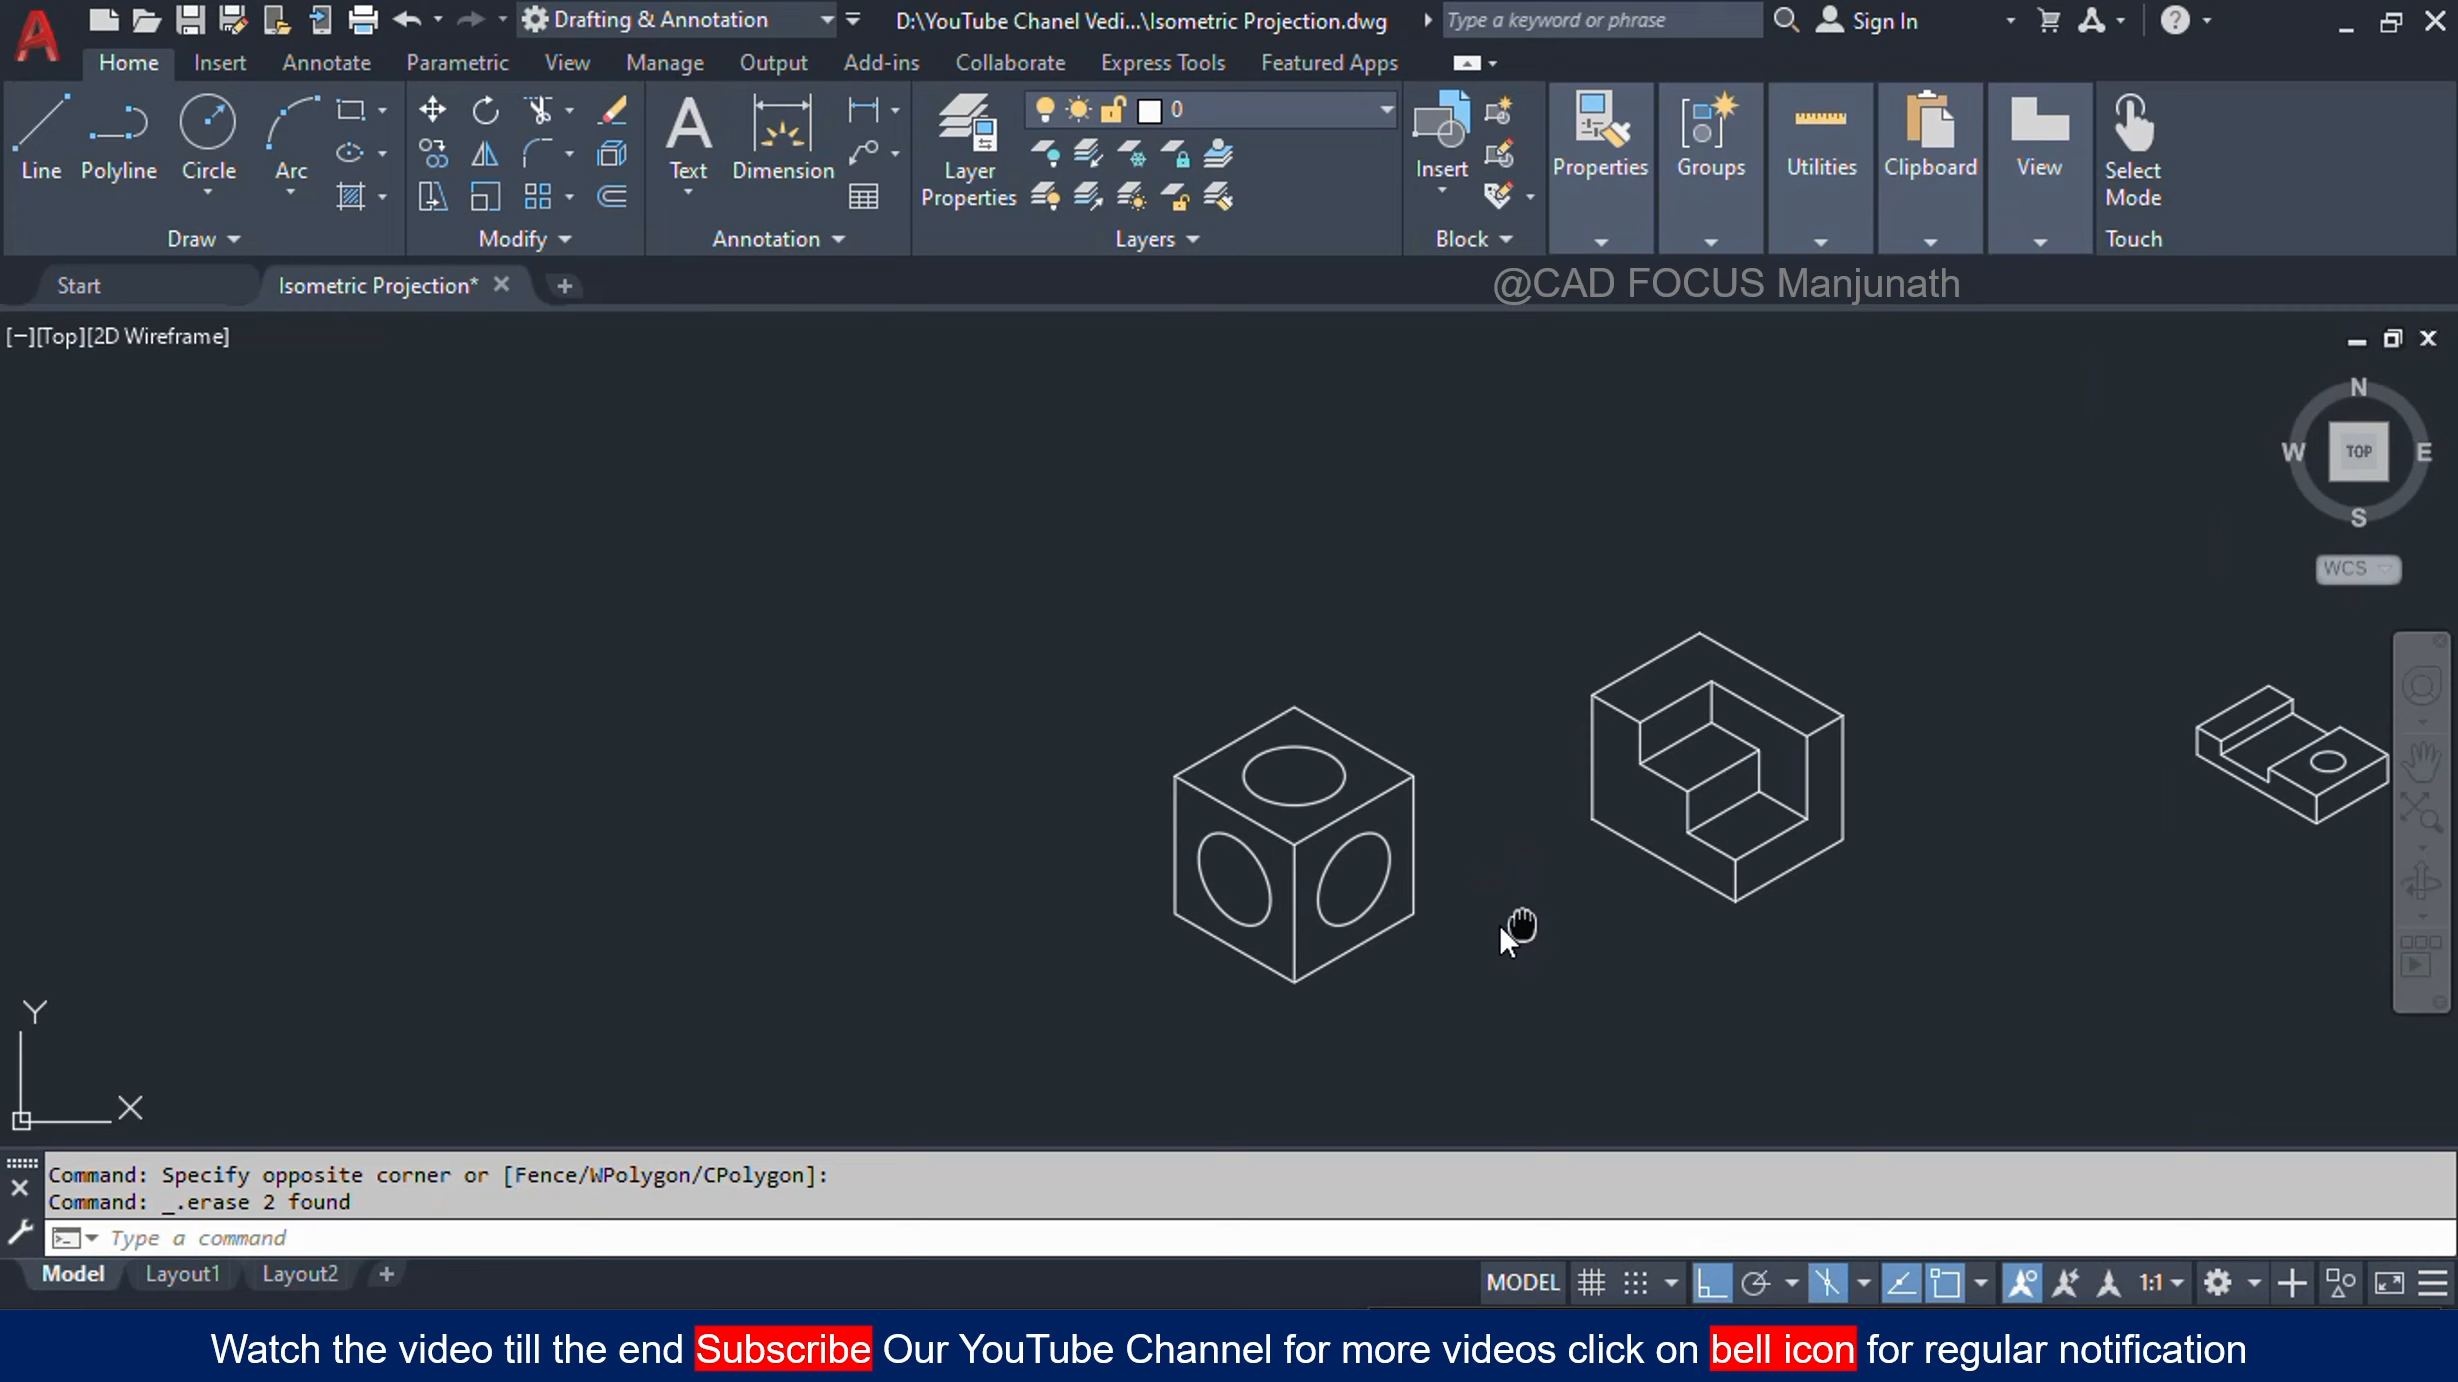 Drafting & Annotation
D:\YouTube Chanel Vedi...\Isometric Projection.dwg
Type a keyword or phrase
Sign In
Home Insert Annotate Parametric View Manage Output Add-ins Collaborate Express Tools Featured Apps
Line Polyline Circle Arc
Text Dimension
Layer Properties
0
Insert
Properties
Groups
Utilities
Clipboard
View
Select Mode
Draw Modify Annotation Layers Block Touch
Start Isometric Projection*
@CAD FOCUS Manjunath
[−][Top][2D Wireframe]
N
W TOP E
S
WCS
Y
X
Command: Specify opposite corner or [Fence/WPolygon/CPolygon]:
Command: _.erase 2 found
Type a command
Model Layout1 Layout2 +
MODEL 1:1
Watch the video till the end Subscribe Our YouTube Channel for more videos click on bell icon for regular notification